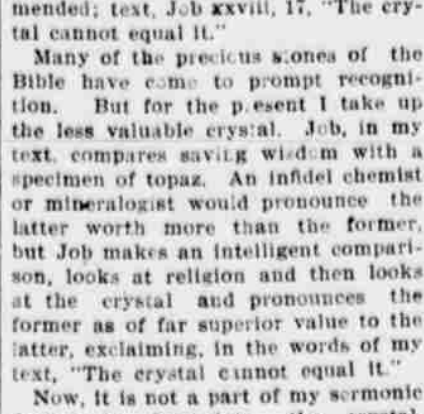 mended; text, Job xxviii, 17, "The cry-
tal cannot equal it."
Many of the precious stones of the
Bible have come to prompt recogni-
tion. But for the present I take up
the less valuable crystal. Job, in my
text, compares saving wisdom with a
specimen of topaz. An infidel chemist
or mineralogist would pronounce the
latter worth more than the former,
but Job makes an intelligent compari-
son, looks at religion and then looks
at the crystal and pronounces the
former as of far superior value to the
latter, exclaiming, in the words of my
text, "The crystal cannot equal it."
Now, it is not a part of my sermonic
crystal